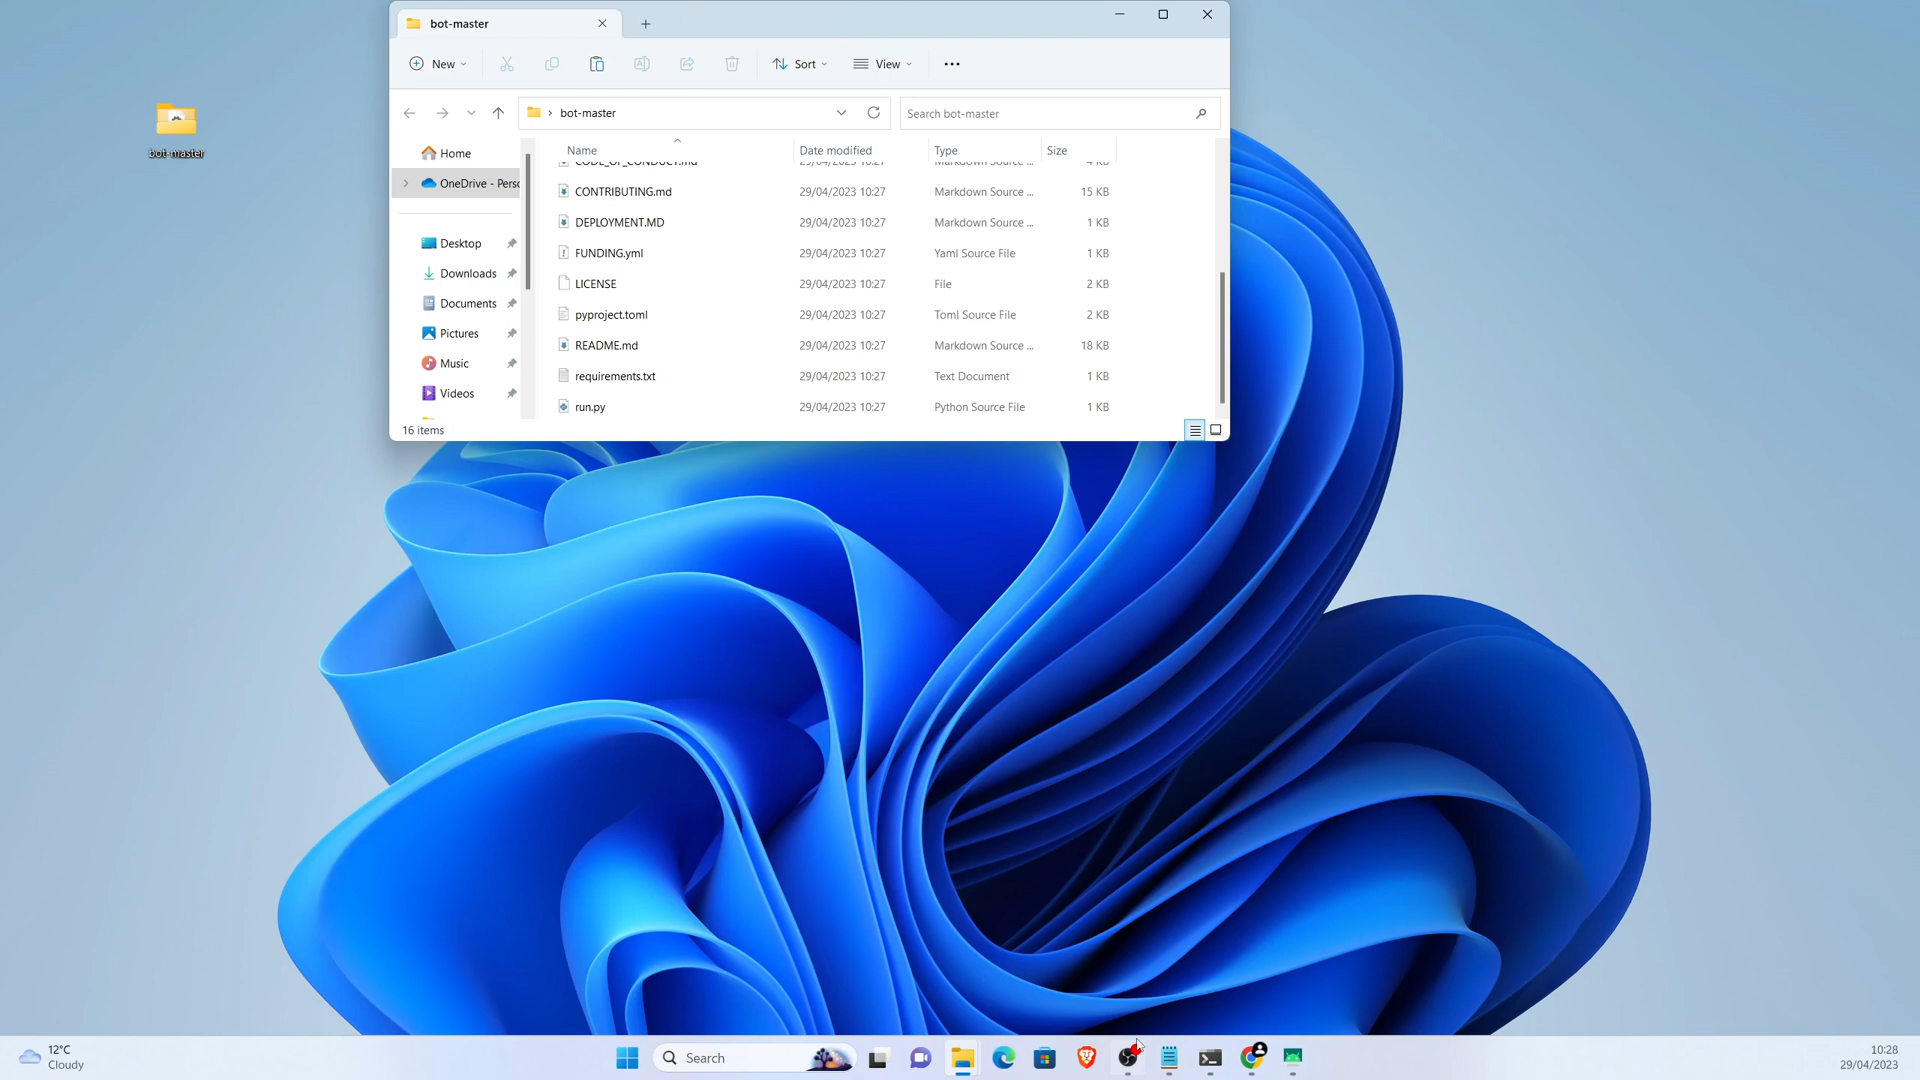 bot-master
New
Sort
View
bot-master
Search bot-master
Name
Date modified
Type
Size
Home
OneDrive - Perso
Desktop
Downloads
Documents
Pictures
Music
Videos
CODE_OF_CONDUCT.md 29/04/2023 10:27 Markdown Source ... 4 KB
CONTRIBUTING.md 29/04/2023 10:27 Markdown Source ... 15 KB
DEPLOYMENT.MD 29/04/2023 10:27 Markdown Source ... 1 KB
FUNDING.yml 29/04/2023 10:27 Yaml Source File 1 KB
LICENSE 29/04/2023 10:27 File 2 KB
pyproject.toml 29/04/2023 10:27 Toml Source File 2 KB
README.md 29/04/2023 10:27 Markdown Source ... 18 KB
requirements.txt 29/04/2023 10:27 Text Document 1 KB
run.py 29/04/2023 10:27 Python Source File 1 KB
16 items
bot-master
12°C
Cloudy
Search
10:28
29/04/2023